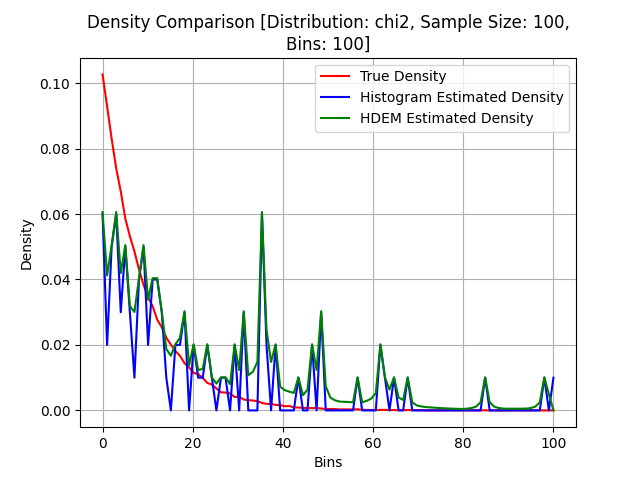 Density Comparison [Distribution: chi2, Sample Size: 100,
Bins: 100]
True Density
Histogram Estimated Density
HDEM Estimated Density
Density
0.10
0.08
0.06
0.04
0.02
0.00
0 20 40 60 80 100
Bins